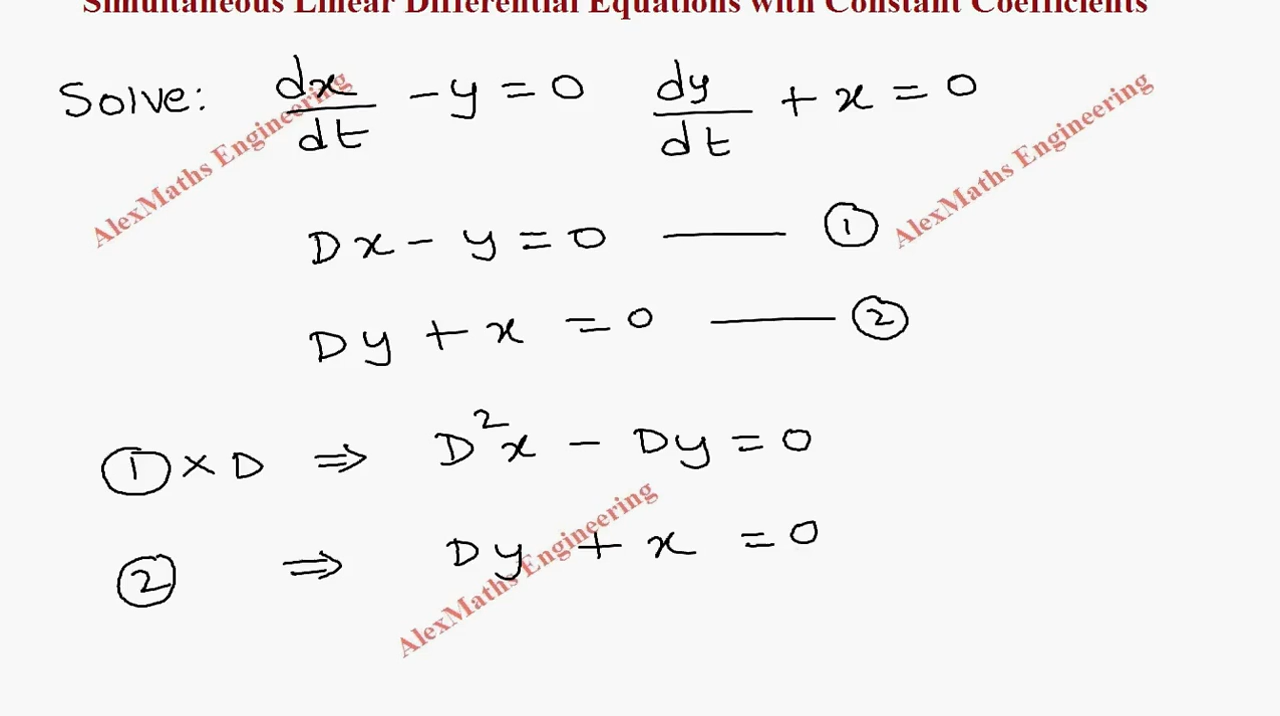 Simultaneous Linear Differential Equations with Constant Coefficients
Solve: dx/dt - y = 0 dy/dt + x = 0
AlexMaths Engineering
AlexMaths Engineering
Dx - y = 0 —— ①
Dy + x = 0 —— ②
① × D ⇒ D²x - Dy = 0
② ⇒ Dy + x = 0
AlexMaths Engineering